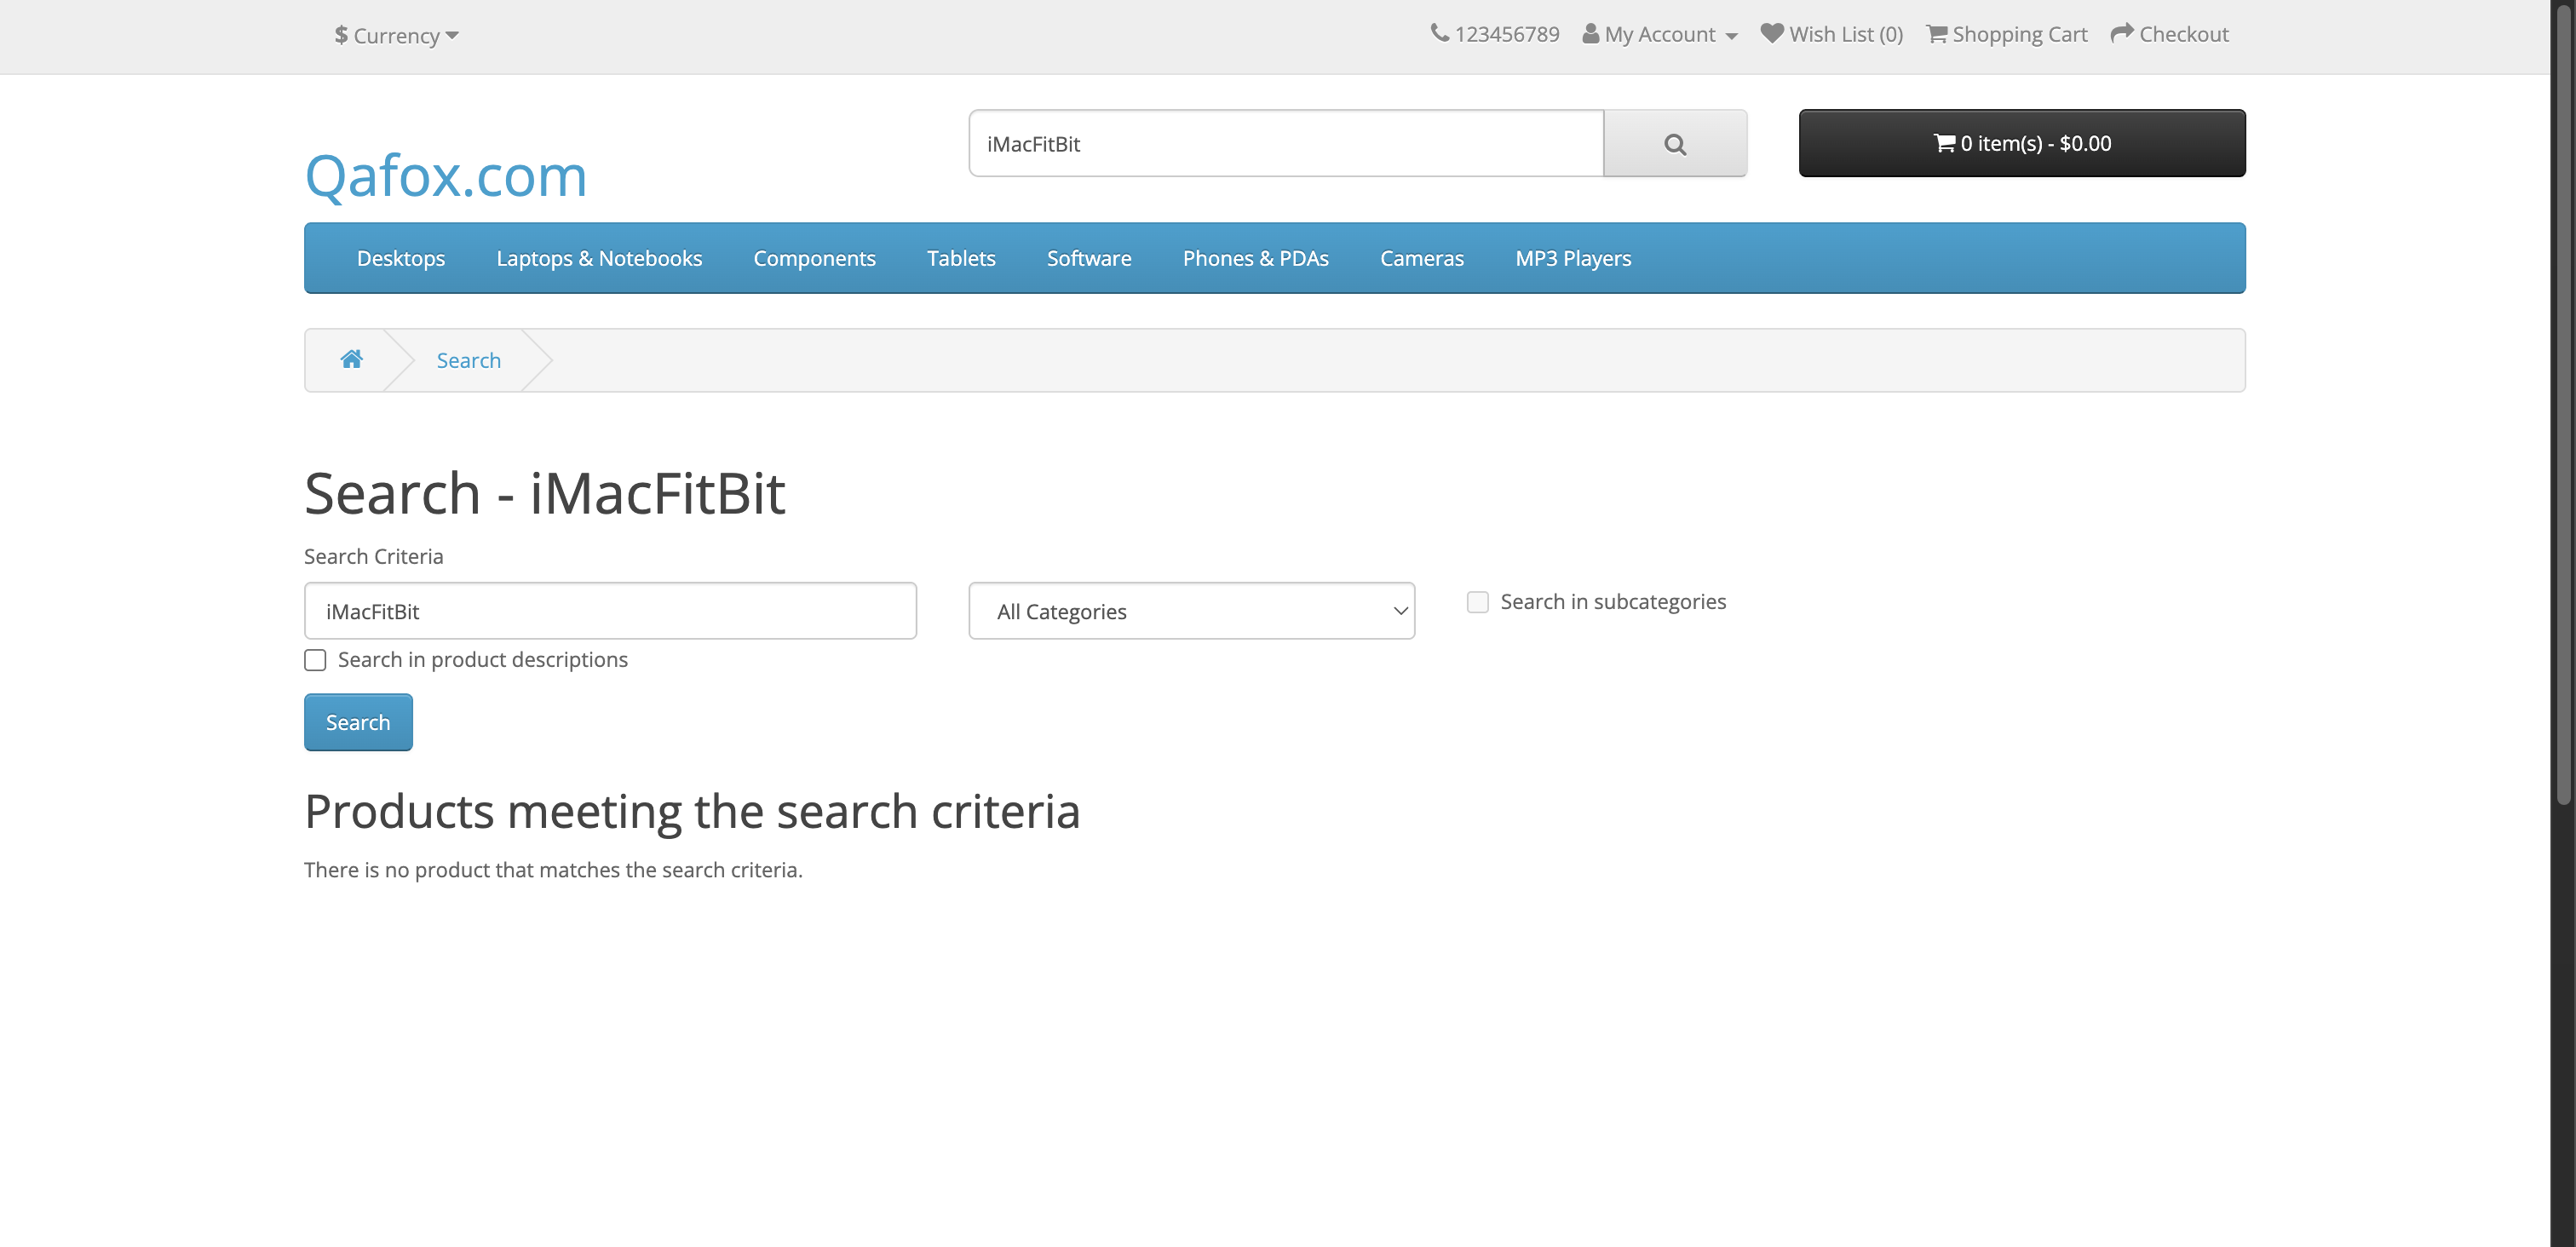 $ Currency
123456789 My Account Wish List (0) Shopping Cart Checkout
Qafox.com
iMacFitBit
0 item(s) - $0.00
Desktops Laptops & Notebooks Components Tablets Software Phones & PDAs Cameras MP3 Players
Search
Search - iMacFitBit
Search Criteria
iMacFitBit
All Categories
Search in subcategories
Search in product descriptions
Search
Products meeting the search criteria
There is no product that matches the search criteria.